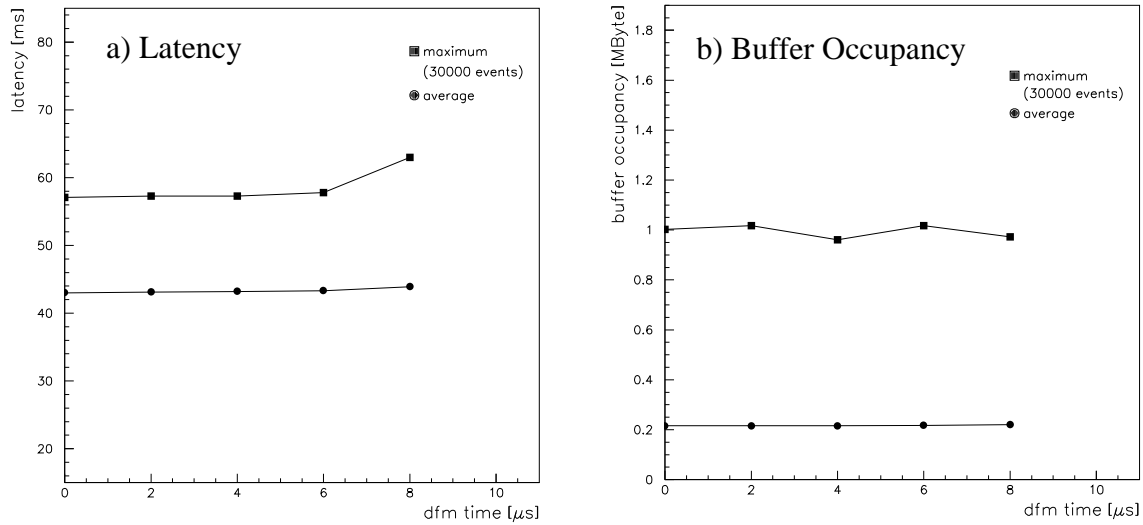 a) Latency
latency [ms]
80
70
60
50
40
30
20
maximum
(30000 events)
average
0 2 4 6 8 10
dfm time [μs]
b) Buffer Occupancy
buffer occupancy [MByte]
1.8
1.6
1.4
1.2
1
0.8
0.6
0.4
0.2
0
maximum
(30000 events)
average
0 2 4 6 8 10
dfm time [μs]